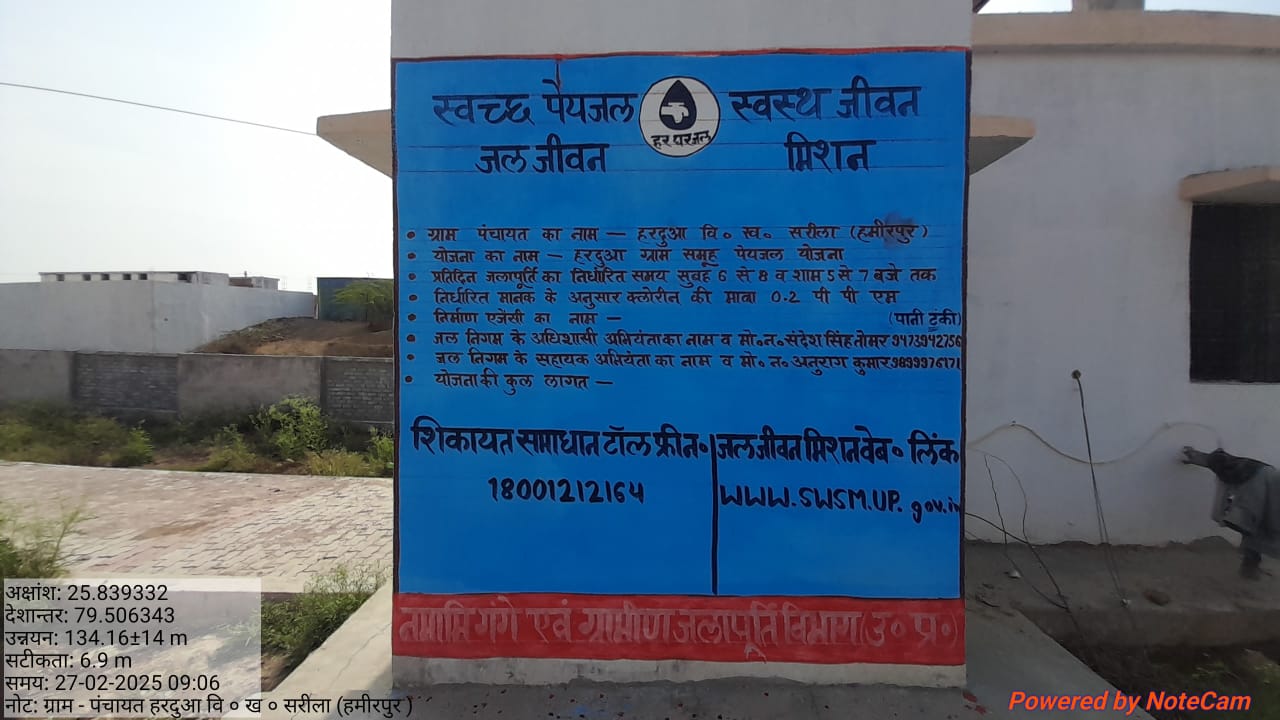 स्वच्छ पैयजल स्वस्थ जीवन
हर घर जल
जल जीवन मिशन
• ग्राम पंचायत का नाम — हरदुआ वि० ख० सरीला (हमीरपुर)
• योजना का नाम — हरदुआ ग्राम समूह पेयजल योजना
• प्रतिदिन जलापूर्ति का निर्धारित समय सुबह 6 से 8 व शाम 5 से 7 बजे तक
• निर्धारित मानक के अनुसार क्लोरीन की मात्रा 0.2 पी पी एम
• निर्माण एजेंसी का नाम — (पानी टंकी)
• जल निगम के अधिशासी अभियंता का नाम व मो० न० संदेश सिंह तोमर 9473942756
• जल निगम के सहायक अभियंता का नाम व मो० न० अनुराग कुमार 9899976171
• योजना की कुल लागत —
शिकायत समाधान टॉल फ्री न०
18001212164
जल जीवन मिशन वेब० लिंक
WWW.SWSM.UP.gov.in
नमामि गंगे एवं ग्रामीण जलापूर्ति विभाग (उ० प्र०)
अक्षांश: 25.839332
देशान्तर: 79.506343
उन्नयन: 134.16±14 m
सटीकता: 6.9 m
समय: 27-02-2025 09:06
नोट: ग्राम - पंचायत हरदुआ वि ० ख ० सरीला (हमीरपुर )
Powered by NoteCam